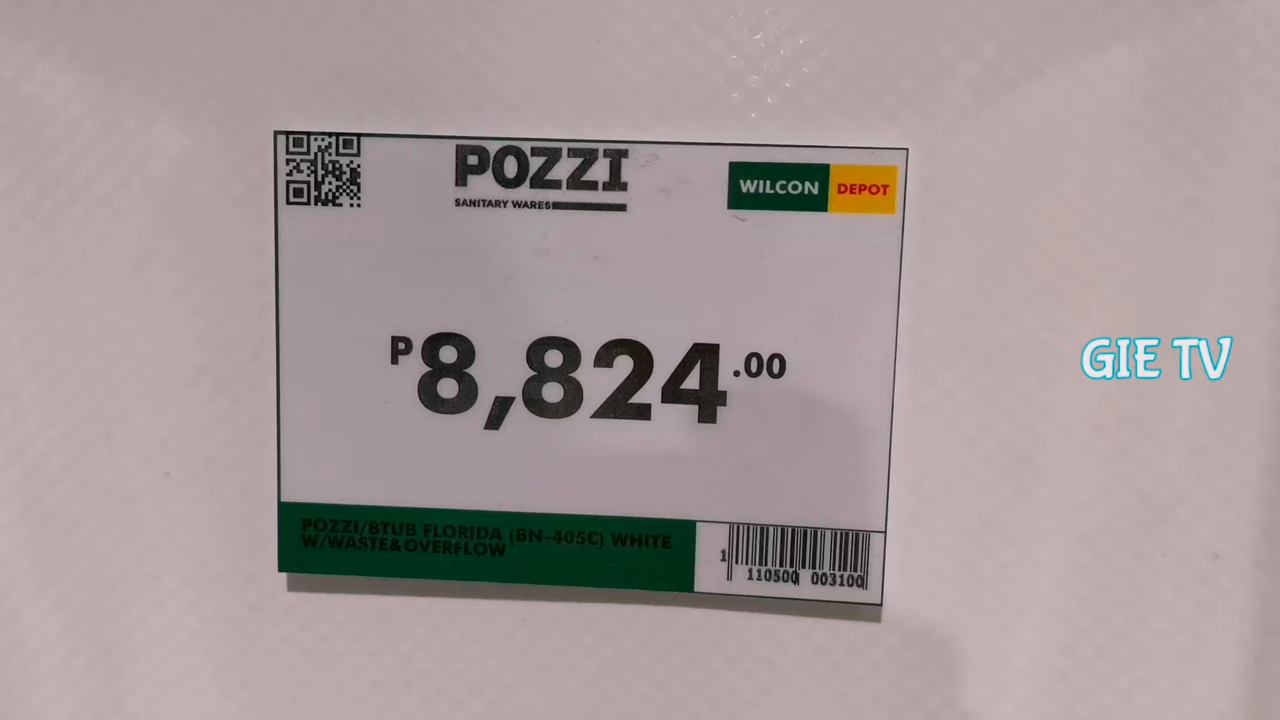 POZZI
SANITARY WARES
WILCON DEPOT
P8,824.00
POZZI/BTUB FLORIDA (BN-405C) WHITE
W/WASTE&OVERFLOW
1 110500 003100
GIE TV